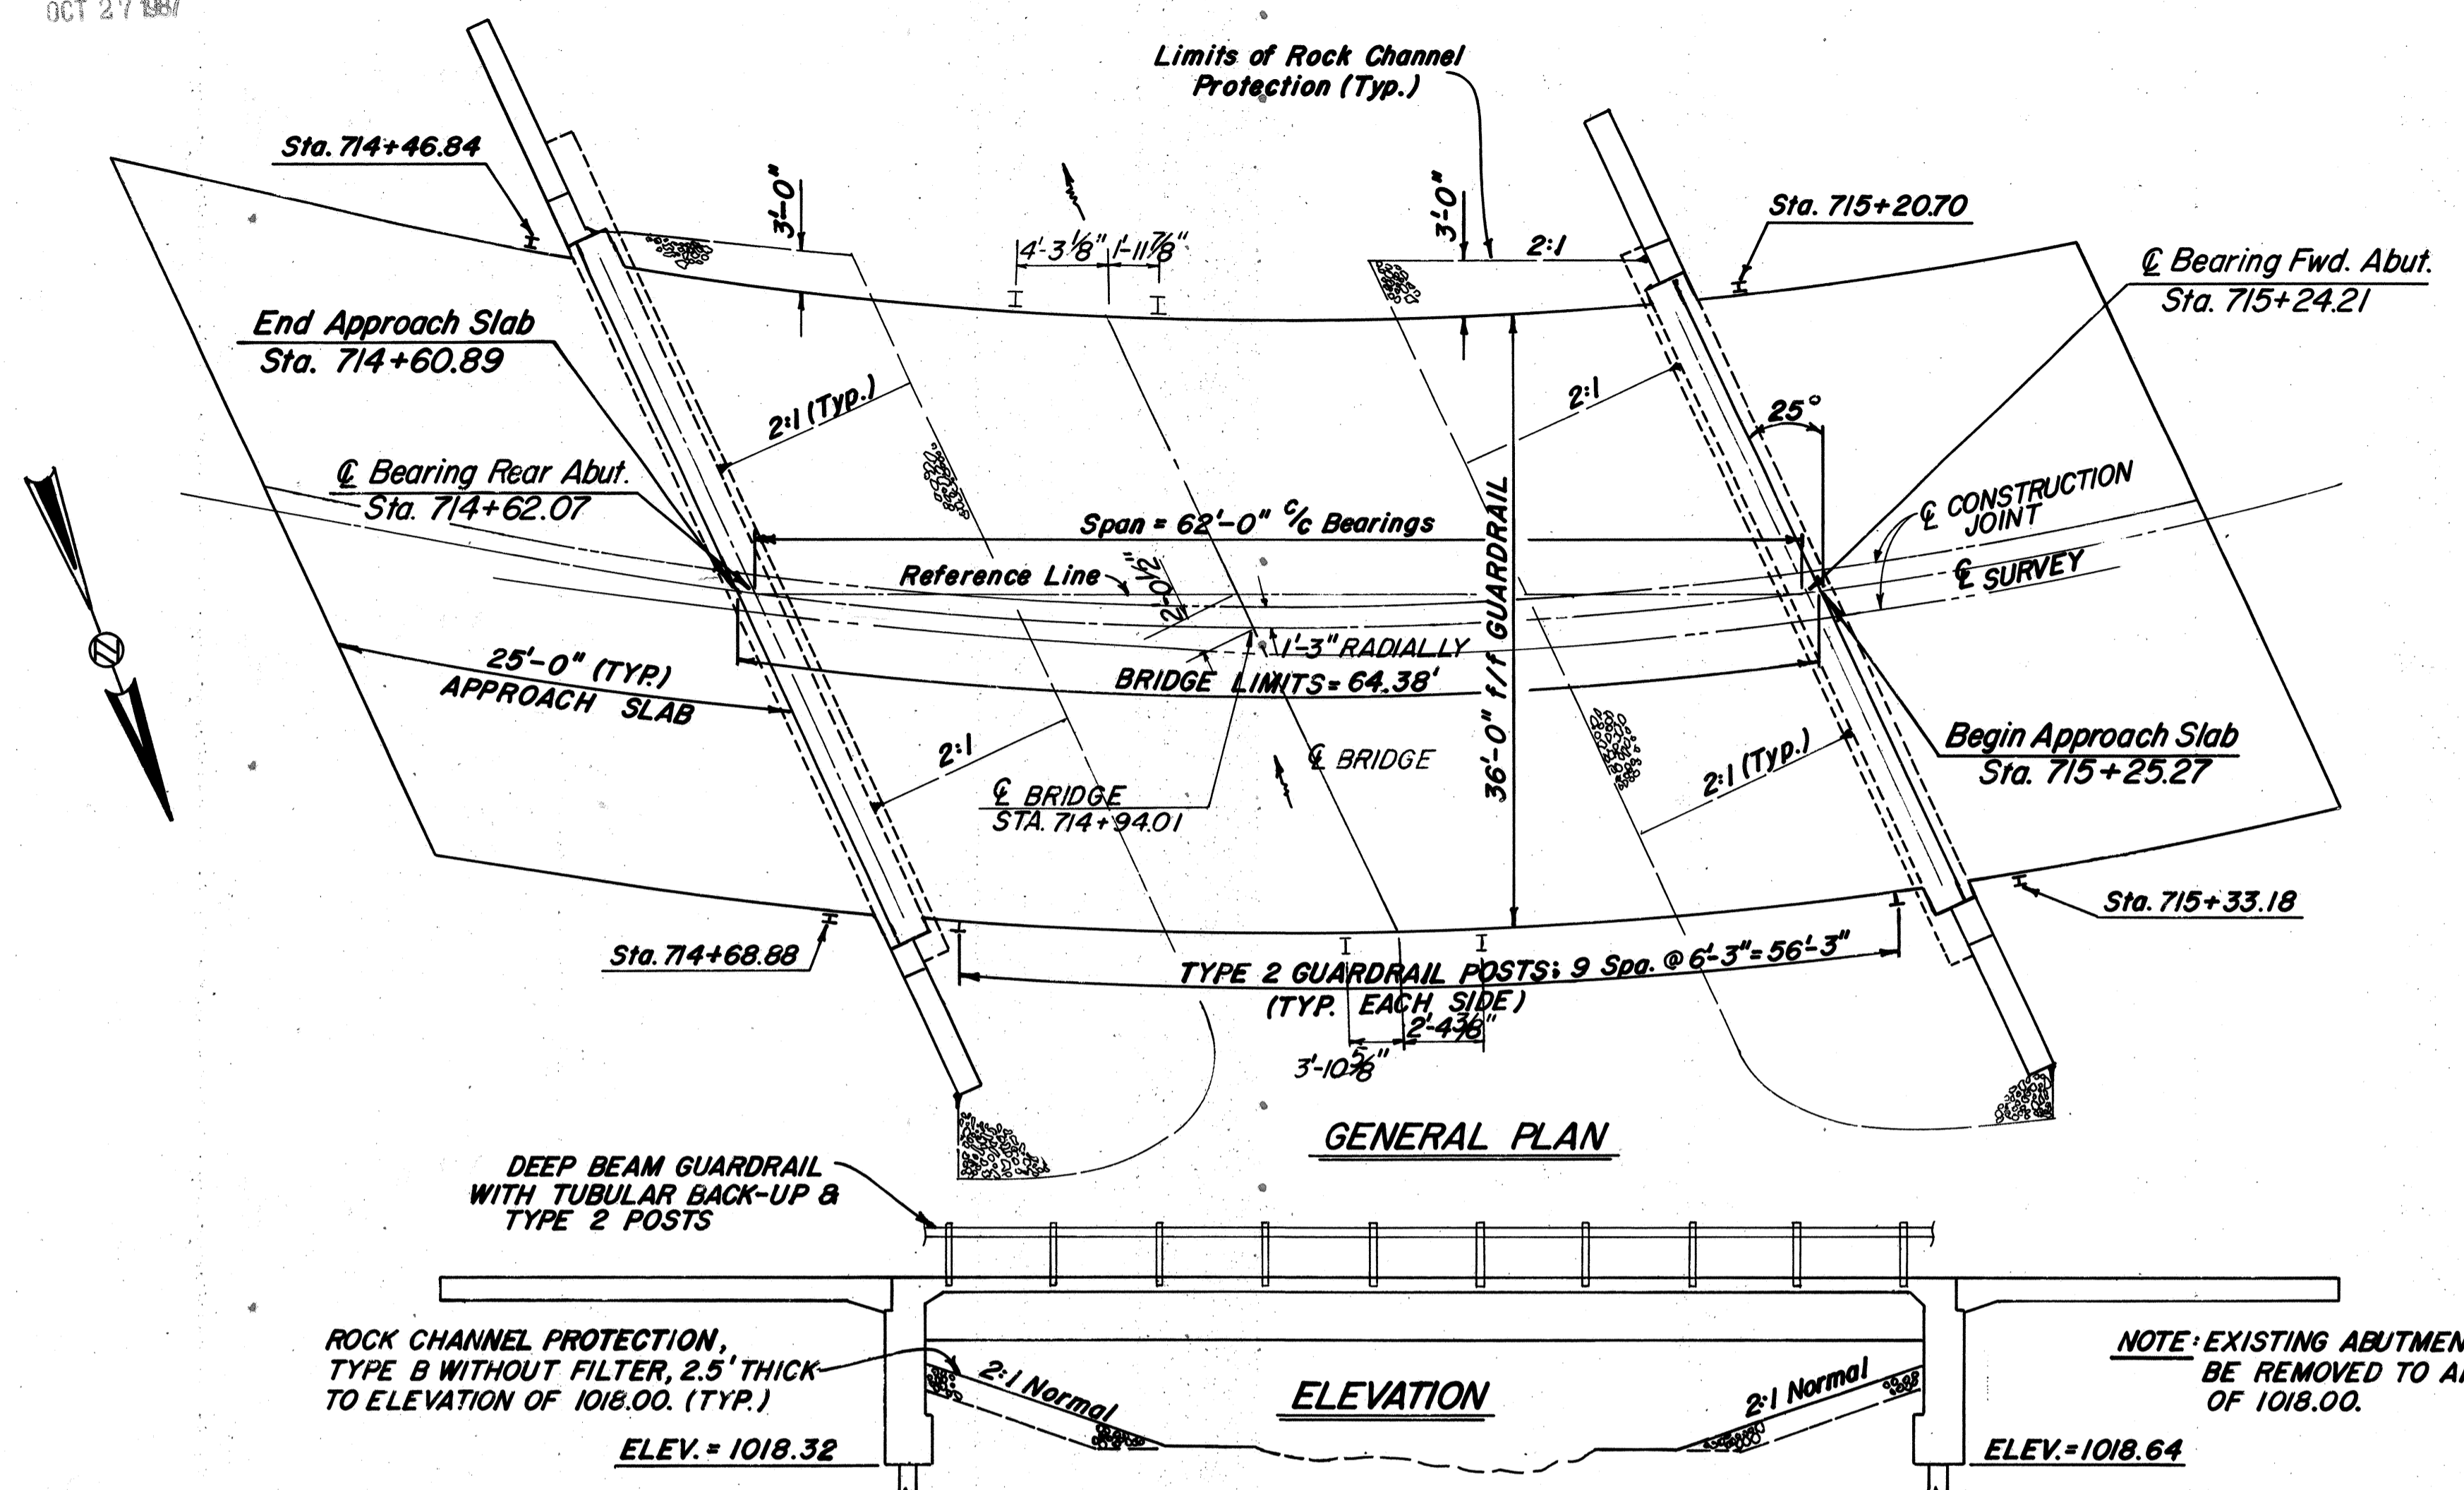 OCT 27 1987
Limits of Rock Channel
Protection (Typ.)
Sta. 714+46.84
3'-0"
4'-3 1/8"
1'-11 7/8"
3'-0"
2:1
Sta. 715+20.70
℄ Bearing Fwd. Abut.
Sta. 715+24.21
End Approach Slab
Sta. 714+60.89
2:1 (Typ.)
2:1
25°
℄ Bearing Rear Abut.
Sta. 714+62.07
Span = 62'-0" c/c Bearings
℄ CONSTRUCTION
JOINT
Reference Line
2'-0 1/2"
℄ SURVEY
36'-0" f/f GUARDRAIL
1'-3" RADIALLY
25'-0" (TYP.)
APPROACH SLAB
BRIDGE LIMITS = 64.38'
2:1
℄ BRIDGE
2:1 (Typ.)
Begin Approach Slab
Sta. 715+25.27
℄ BRIDGE
STA. 714+94.01
Sta. 714+68.88
Sta. 715+33.18
TYPE 2 GUARDRAIL POSTS: 9 Spa. @ 6'-3" = 56'-3"
(TYP. EACH SIDE)
2'-4 3/8"
3'-10 5/8"
GENERAL PLAN
DEEP BEAM GUARDRAIL
WITH TUBULAR BACK-UP &
TYPE 2 POSTS
ROCK CHANNEL PROTECTION,
TYPE B WITHOUT FILTER, 2.5' THICK
TO ELEVATION OF 1018.00. (TYP.)
2:1 Normal
ELEVATION
2:1 Normal
NOTE: EXISTING ABUTMEN
BE REMOVED TO A
OF 1018.00.
ELEV. = 1018.32
ELEV. = 1018.64